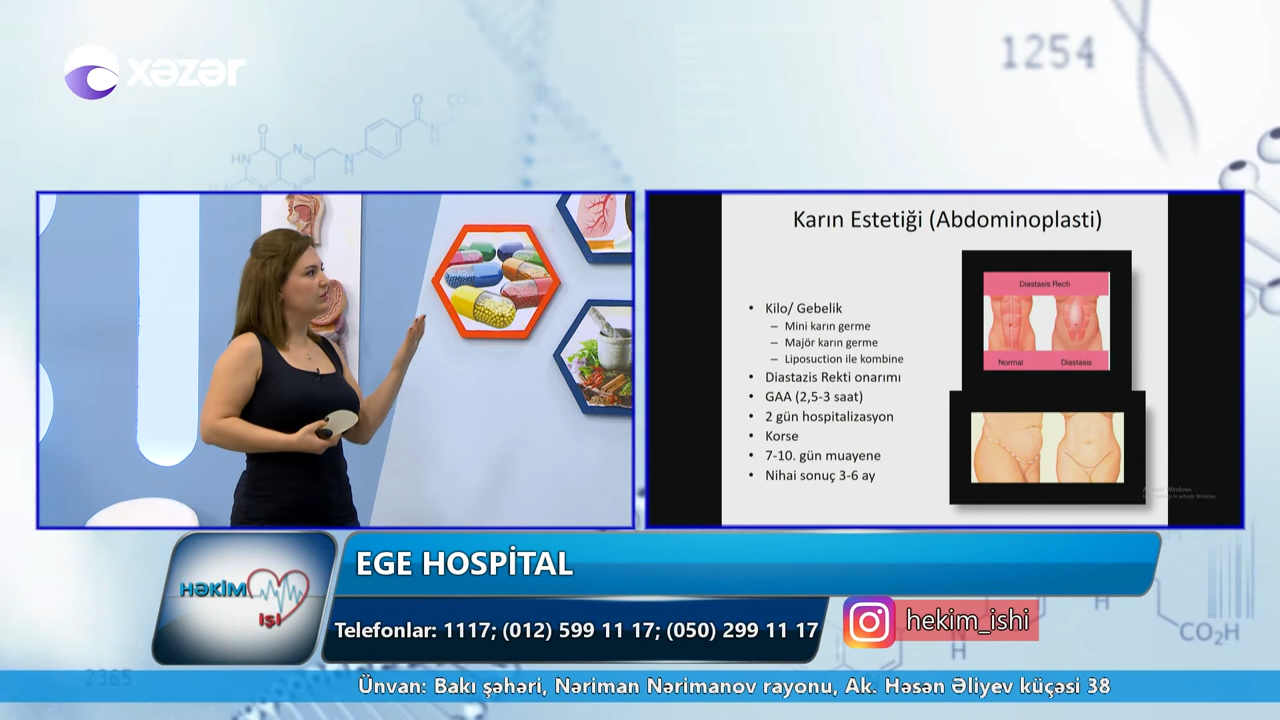 xəzər
1254
Karın Estetiği (Abdominoplasti)
• Kilo/ Gebelik
– Mini karın germe
– Majör karın germe
– Liposuction ile kombine
• Diastazis Rekti onarımı
• GAA (2,5-3 saat)
• 2 gün hospitalizasyon
• Korse
• 7-10. gün muayene
• Nihai sonuç 3-6 ay
Diastasis Recti
Normal Diastasis
HƏKİM
İŞİ
EGE HOSPİTAL
Telefonlar: 1117; (012) 599 11 17; (050) 299 11 17
hekim_ishi
CO₂H
H
H
2365
Ünvan: Bakı şəhəri, Nəriman Nərimanov rayonu, Ak. Həsən Əliyev küçəsi 38